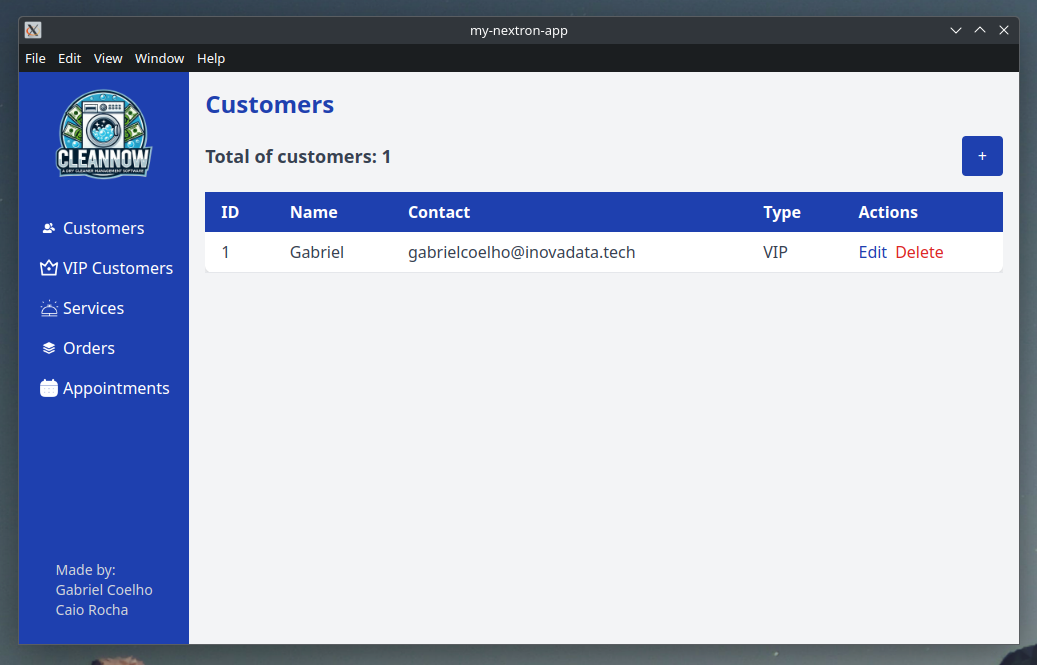 my-nextron-app
File Edit View Window Help
CLEANNOW
A DRY CLEANER MANAGEMENT SOFTWARE
Customers
VIP Customers
Services
Orders
Appointments
Made by:
Gabriel Coelho
Caio Rocha
Customers
Total of customers: 1
+
ID Name Contact Type Actions
1 Gabriel gabrielcoelho@inovadata.tech VIP Edit Delete